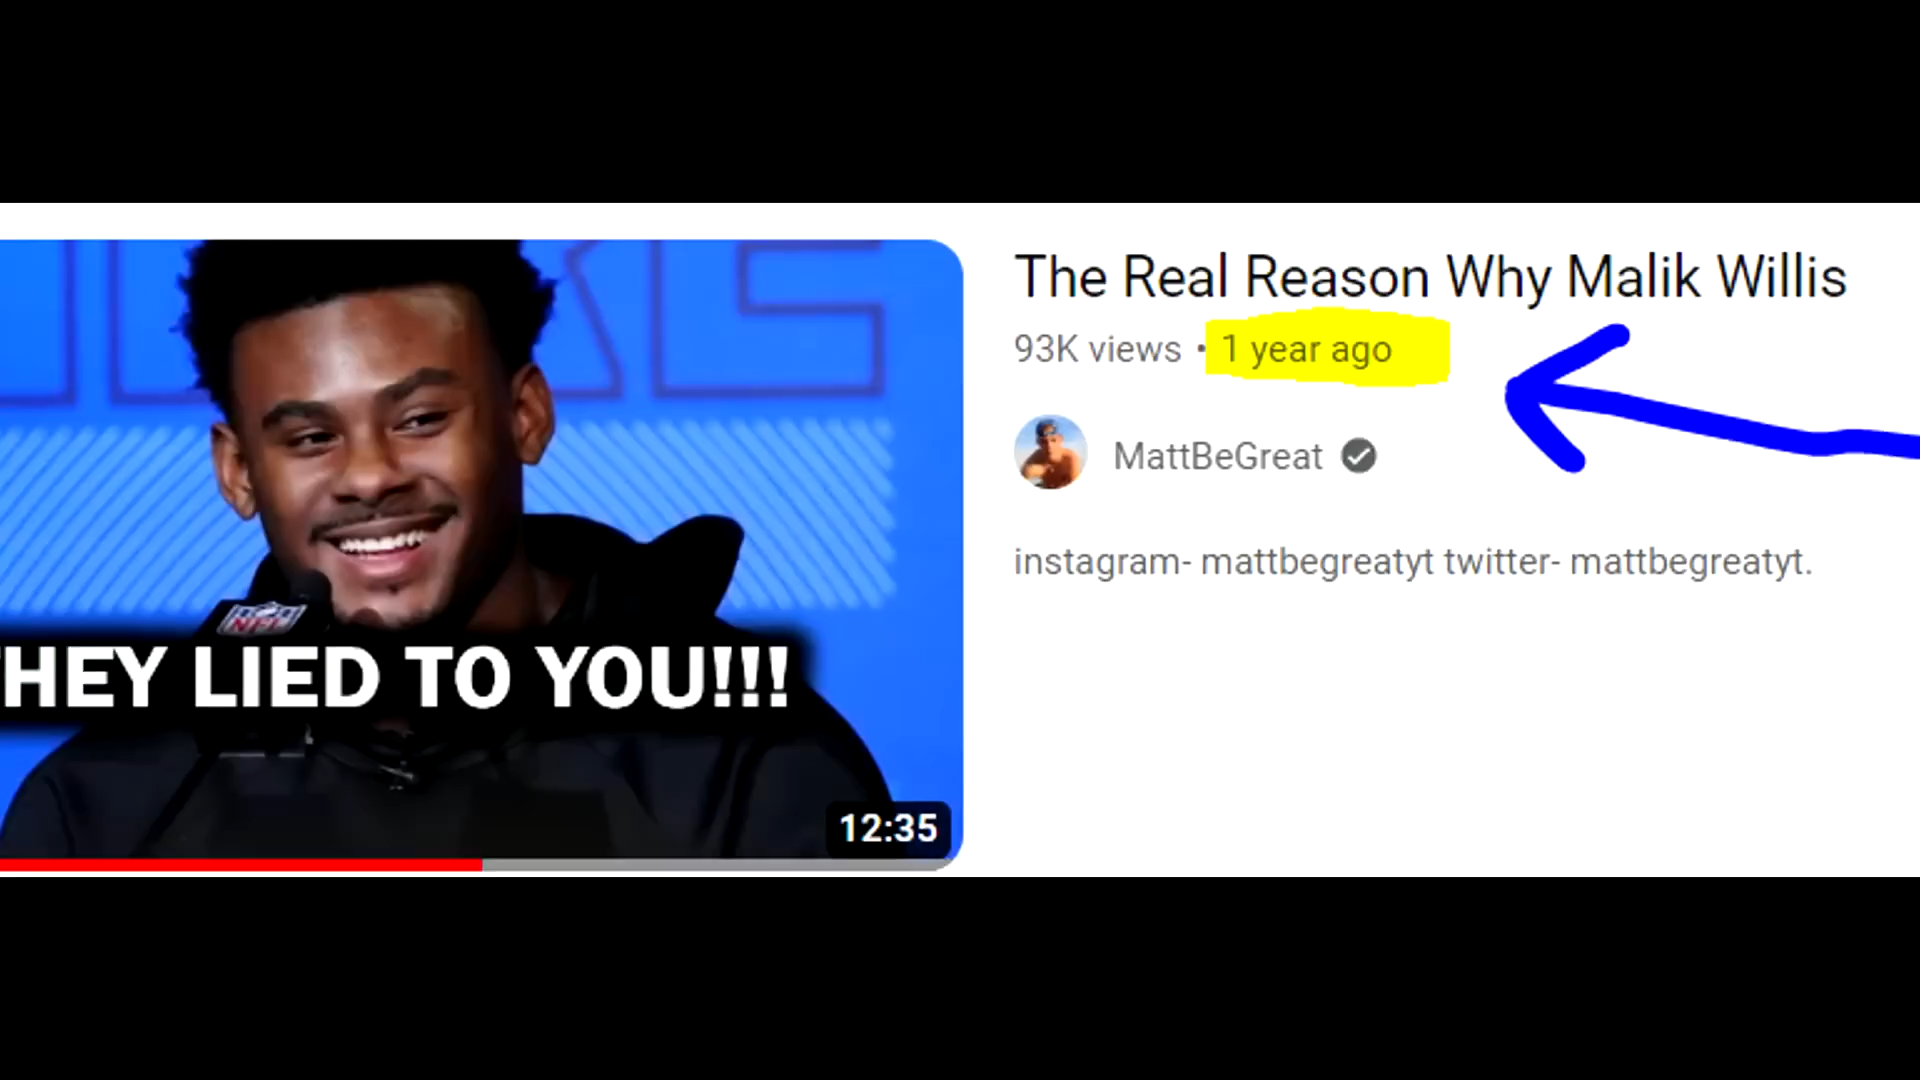 The Real Reason Why Malik Willis
93K views • 1 year ago
MattBeGreat
instagram- mattbegreatyt twitter- mattbegreatyt.
NFL
HEY LIED TO YOU!!!
12:35